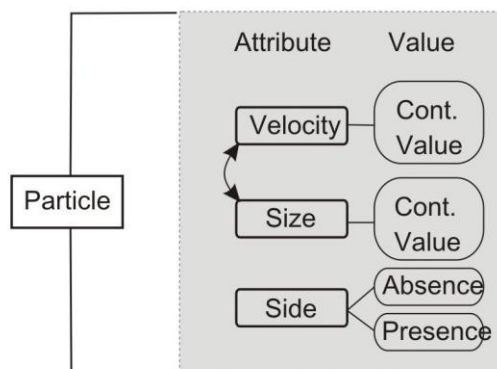 Attribute Value
Velocity
Cont.
Value
Particle
Size
Cont.
Value
Side
Absence
Presence